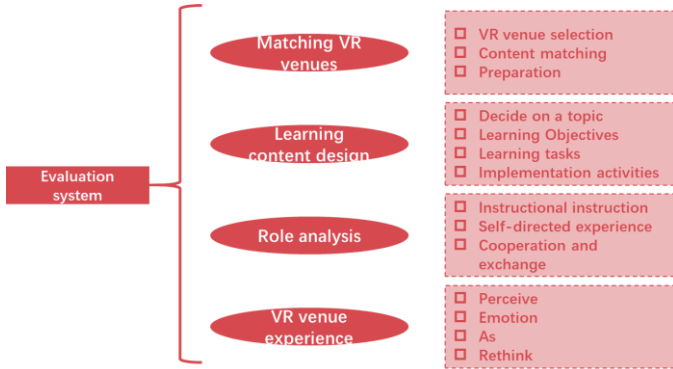 Evaluation
system
Matching VR
venues
VR venue selection
Content matching
Preparation
Learning
content design
Decide on a topic
Learning Objectives
Learning tasks
Implementation activities
Role analysis
Instructional instruction
Self-directed experience
Cooperation and
exchange
VR venue
experience
Perceive
Emotion
As
Rethink